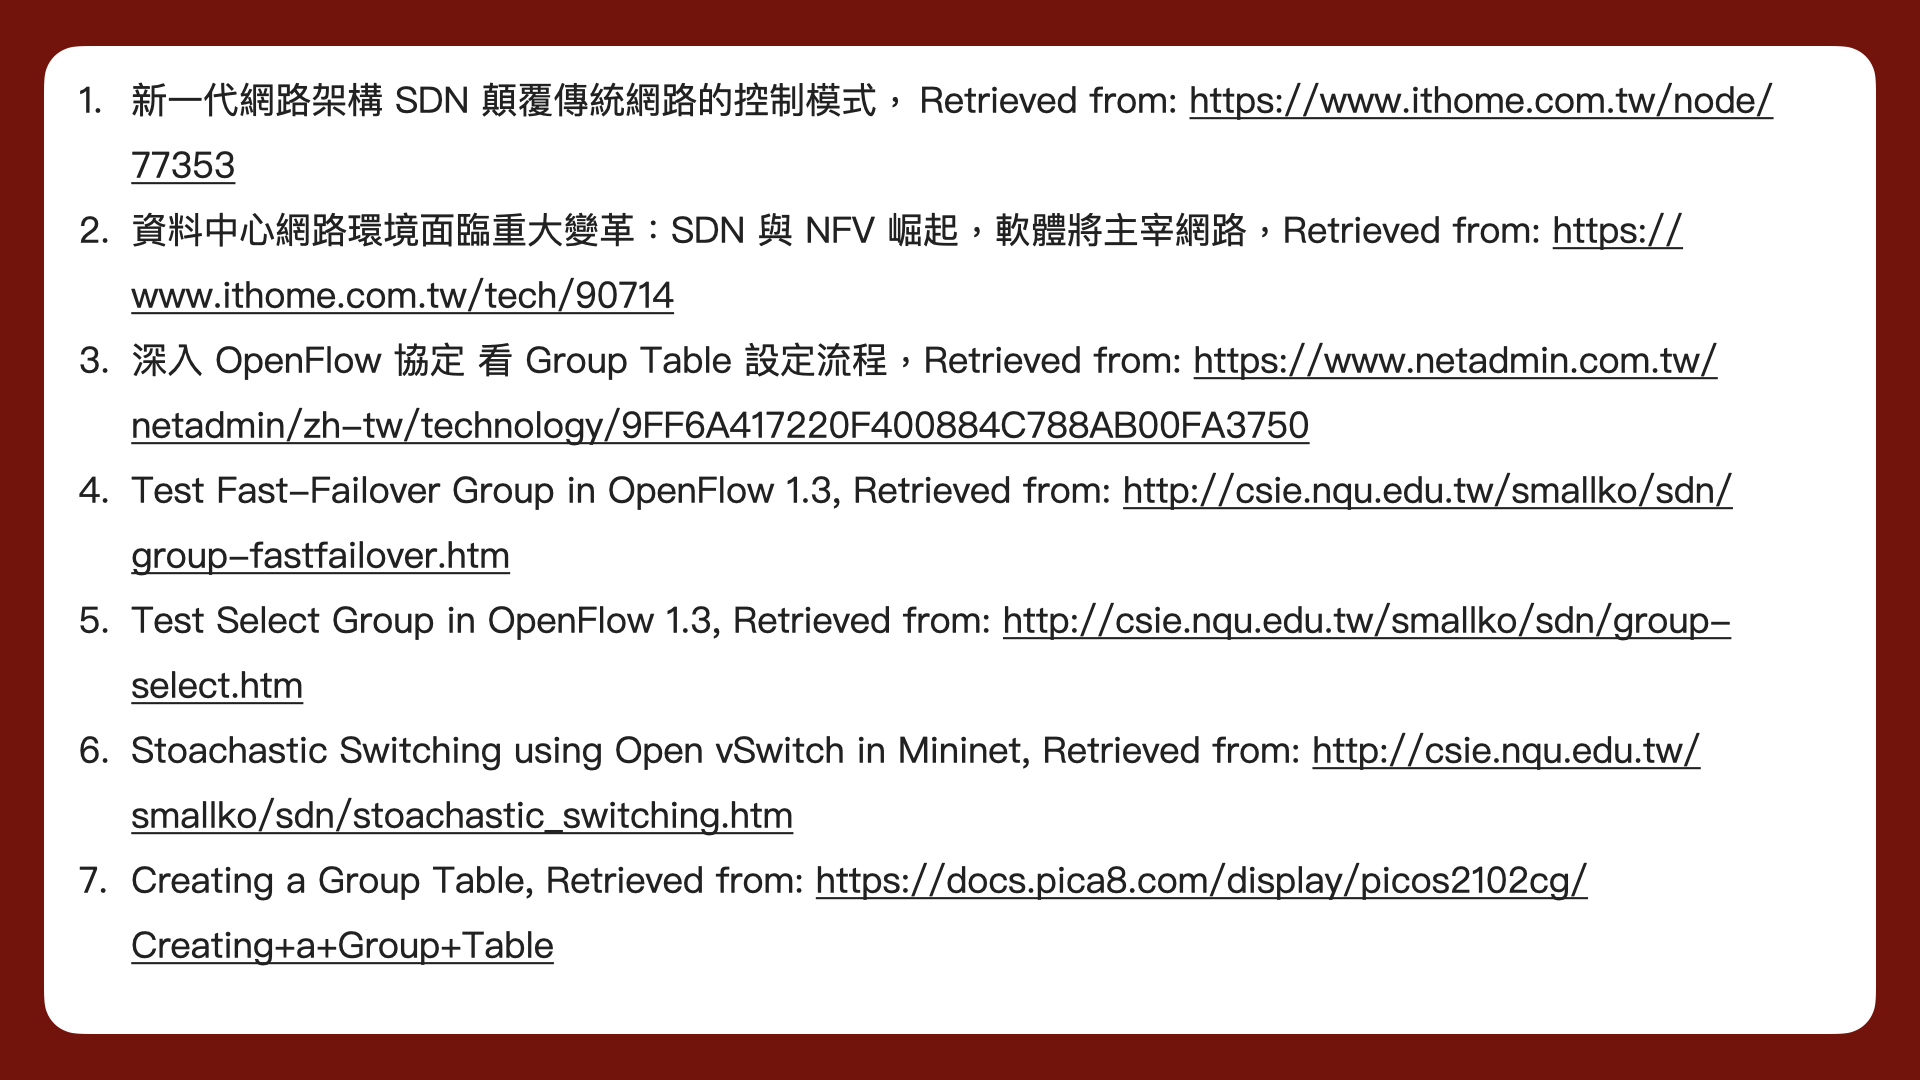 1. 新一代網路架構 SDN 顛覆傳統網路的控制模式，Retrieved from: https://www.ithome.com.tw/node/
77353
2. 資料中心網路環境面臨重大變革：SDN 與 NFV 崛起，軟體將主宰網路，Retrieved from: https://
www.ithome.com.tw/tech/90714
3. 深入 OpenFlow 協定 看 Group Table 設定流程，Retrieved from: https://www.netadmin.com.tw/
netadmin/zh-tw/technology/9FF6A417220F400884C788AB00FA3750
4. Test Fast-Failover Group in OpenFlow 1.3, Retrieved from: http://csie.nqu.edu.tw/smallko/sdn/
group-fastfailover.htm
5. Test Select Group in OpenFlow 1.3, Retrieved from: http://csie.nqu.edu.tw/smallko/sdn/group-
select.htm
6. Stoachastic Switching using Open vSwitch in Mininet, Retrieved from: http://csie.nqu.edu.tw/
smallko/sdn/stoachastic_switching.htm
7. Creating a Group Table, Retrieved from: https://docs.pica8.com/display/picos2102cg/
Creating+a+Group+Table